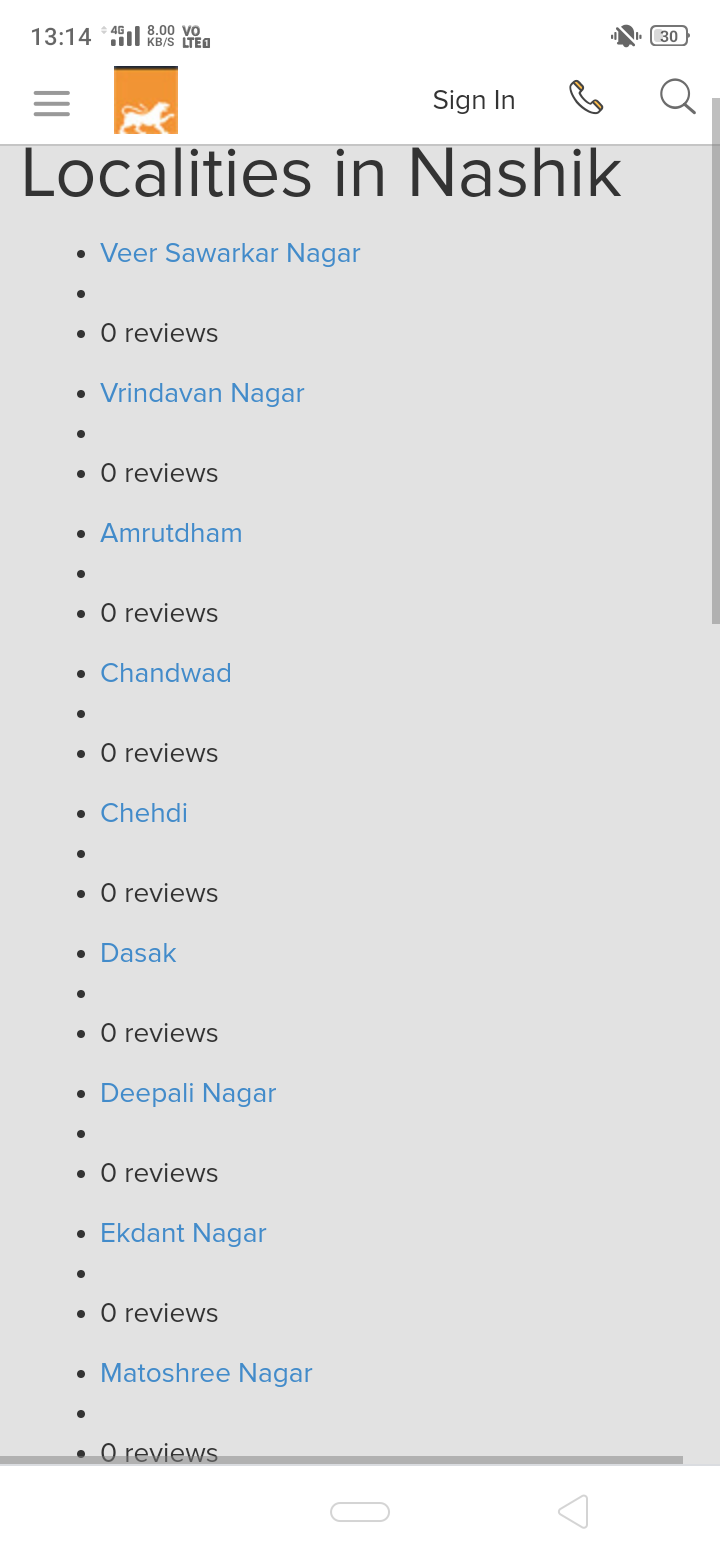 13:14 4G 8.00 KB/S VO LTE 30
Sign In
Localities in Nashik
Veer Sawarkar Nagar
0 reviews
Vrindavan Nagar
0 reviews
Amrutdham
0 reviews
Chandwad
0 reviews
Chehdi
0 reviews
Dasak
0 reviews
Deepali Nagar
0 reviews
Ekdant Nagar
0 reviews
Matoshree Nagar
0 reviews